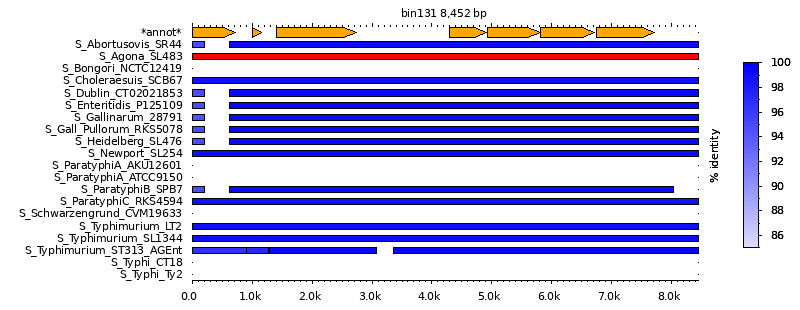 bin131 8,452 bp
*annot*
S_Abortusovis_SR44
S_Agona_SL483
S_Bongori_NCTC12419
S_Choleraesuis_SCB67
S_Dublin_CT02021853
S_Enteritidis_P125109
S_Gallinarum_28791
S_Gall_Pullorum_RKS5078
S_Heidelberg_SL476
S_Newport_SL254
S_ParatyphiA_AKU12601
S_ParatyphiA_ATCC9150
S_ParatyphiB_SPB7
S_ParatyphiC_RKS4594
S_Schwarzengrund_CVM19633
S_Typhimurium_LT2
S_Typhimurium_SL1344
S_Typhimurium_ST313_AGEnt
S_Typhi_CT18
S_Typhi_Ty2
0.0 1.0k 2.0k 3.0k 4.0k 5.0k 6.0k 7.0k 8.0k
100
98
96
94
92
90
88
86
% identity